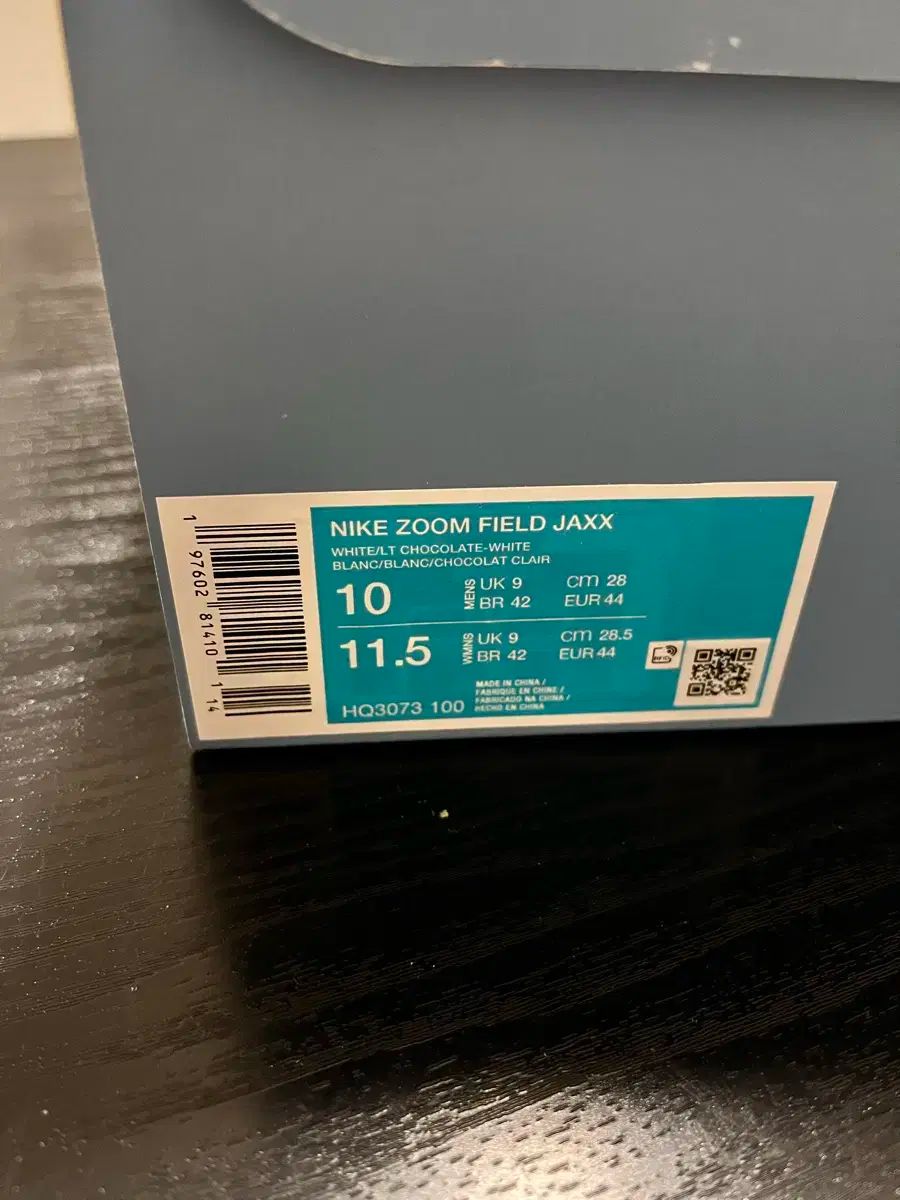 NIKE ZOOM FIELD JAXX
WHITE/LT CHOCOLATE-WHITE
BLANC/BLANC/CHOCOLAT CLAIR
10
MENS
UK 9
cm 28
BR 42
EUR 44
11.5
WMNS
UK 9
cm 28.5
BR 42
EUR 44
HQ3073 100
MADE IN CHINA /
FABRIQUE EN CHINE /
FABRICADO NA CHINA /
HECHO EN CHINA
1 97602 81410 1 14